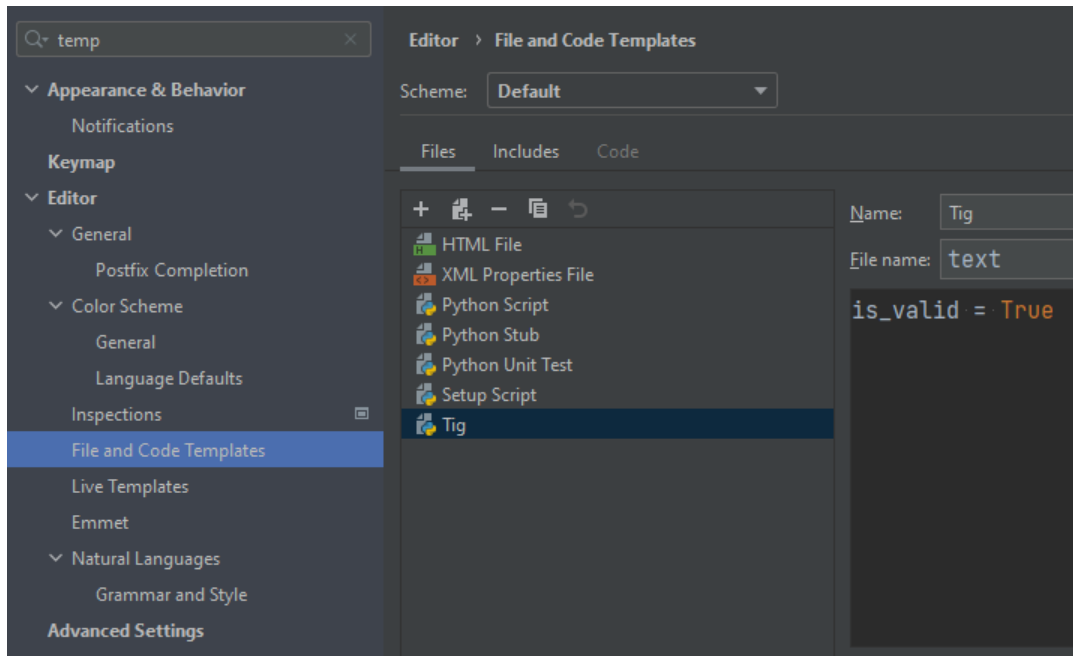 temp
Appearance & Behavior
Notifications
Keymap
Editor
General
Postfix Completion
Color Scheme
General
Language Defaults
Inspections
File and Code Templates
Live Templates
Emmet
Natural Languages
Grammar and Style
Advanced Settings
Editor › File and Code Templates
Scheme: Default
Files Includes Code
HTML File
XML Properties File
Python Script
Python Stub
Python Unit Test
Setup Script
Tig
Name: Tig
File name: text
is_valid = True